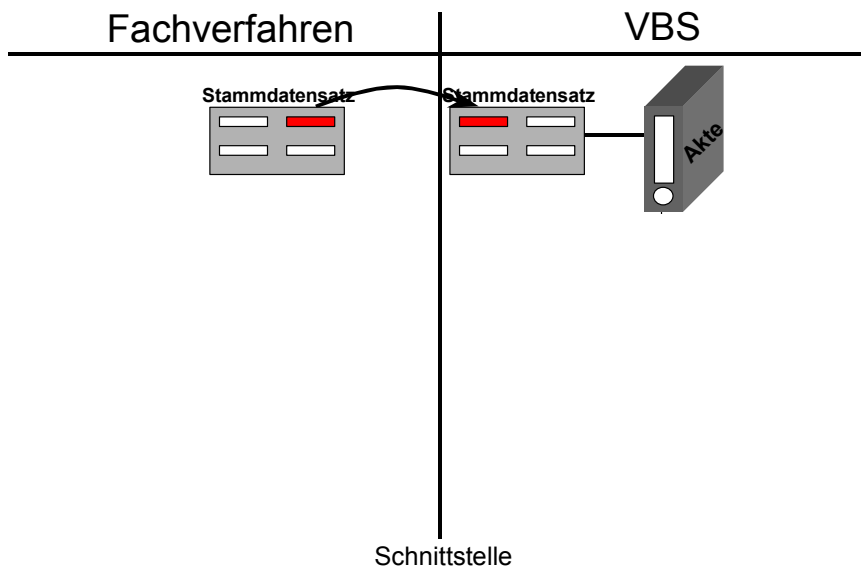 Fachverfahren
VBS
Stammdatensatz
Stammdatensatz
Akte
Schnittstelle